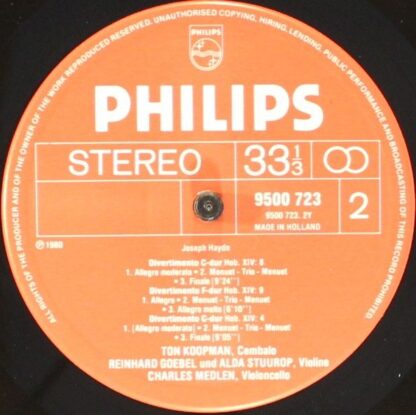 ALL RIGHTS OF THE PRODUCER AND OF THE OWNER OF THE WORK REPRODUCED RESERVED. UNAUTHORISED COPYING, HIRING, LENDING, PUBLIC PERFORMANCE AND BROADCASTING OF THIS RECORD PROHIBITED
PHILIPS
PHILIPS
STEREO
33 1/3
9500 723
9500 723. 2Y
MADE IN HOLLAND
2
℗ 1980
Joseph Haydn
Divertimento C-dur Hob. XIV: 8
1. Allegro moderato • 2. Menuet - Trio - Menuet
• 3. Finale [9'24"]
Divertimento F-dur Hob. XIV: 9
1. Allegro • 2. Menuet - Trio - Menuet
• 3. Allegro molto [6'10"]
Divertimento C-dur Hob. XIV: 4
1. [Allegro moderato] • 2. Menuet - Trio - Menuet
• 3. Finale [9'05"]
TON KOOPMAN, Cembalo
REINHARD GOEBEL und ALDA STUUROP, Violine
CHARLES MEDLEN, Violoncello